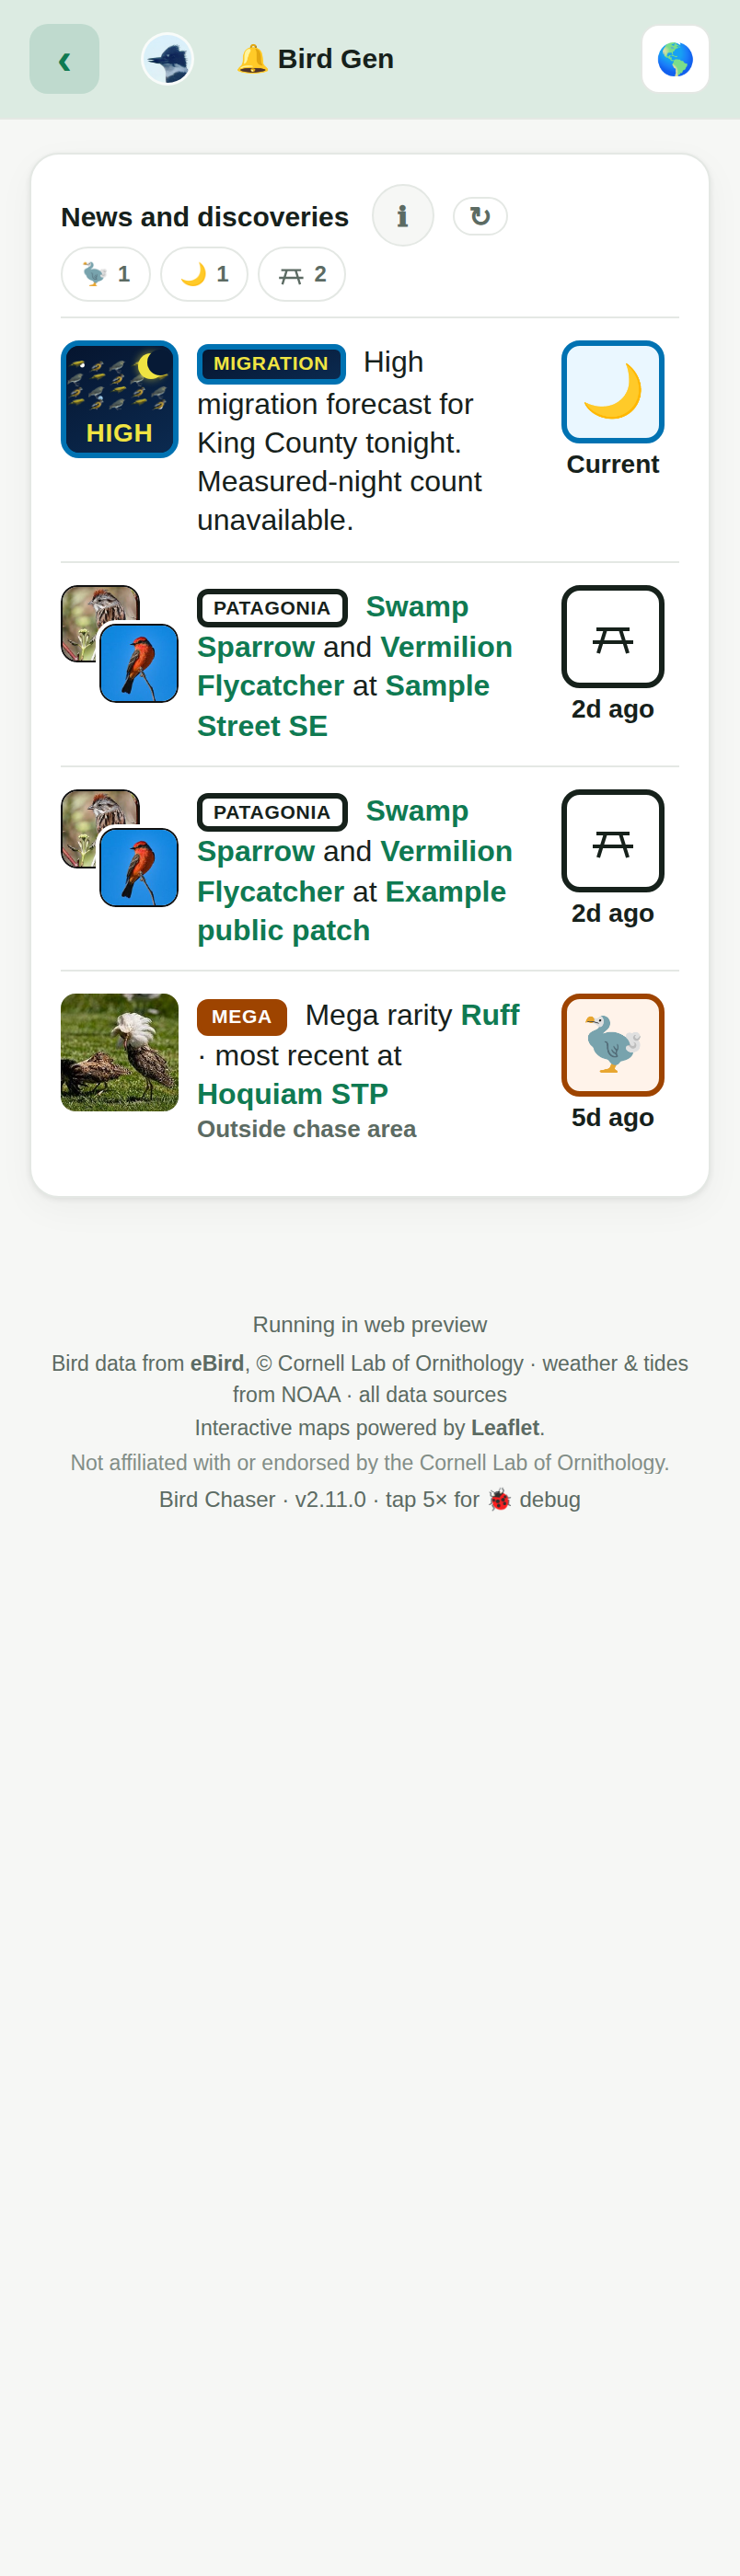 ‹ 🔔 Bird Gen 🌎
News and discoveries ℹ ↻
🦤 1 🌙 1 2
HIGH
MIGRATION High
migration forecast for
King County tonight.
Measured-night count
unavailable.
Current
PATAGONIA Swamp
Sparrow and Vermilion
Flycatcher at Sample
Street SE
2d ago
PATAGONIA Swamp
Sparrow and Vermilion
Flycatcher at Example
public patch
2d ago
MEGA Mega rarity Ruff
· most recent at
Hoquiam STP
Outside chase area
5d ago
Running in web preview
Bird data from eBird, © Cornell Lab of Ornithology · weather & tides
from NOAA · all data sources
Interactive maps powered by Leaflet.
Not affiliated with or endorsed by the Cornell Lab of Ornithology.
Bird Chaser · v2.11.0 · tap 5× for 🐞 debug